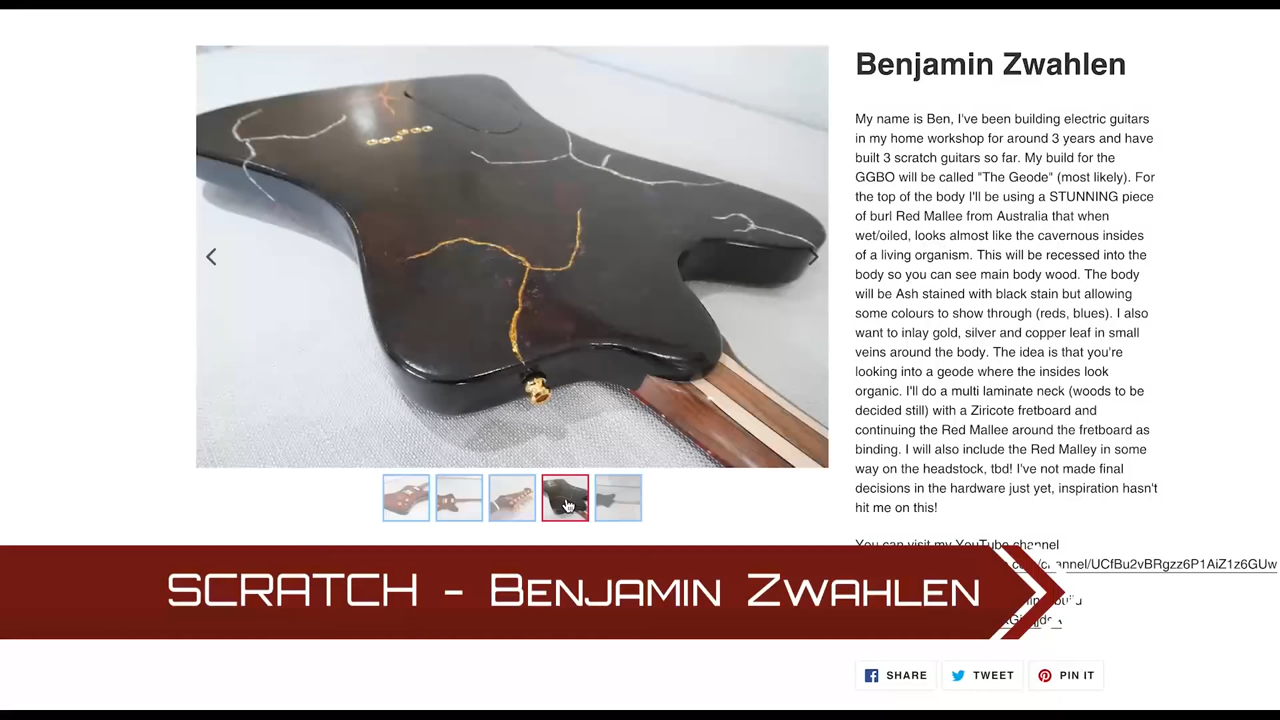 Benjamin Zwahlen
My name is Ben, I've been building electric guitars
in my home workshop for around 3 years and have
built 3 scratch guitars so far. My build for the
GGBO will be called "The Geode" (most likely). For
the top of the body I'll be using a STUNNING piece
of burl Red Mallee from Australia that when
wet/oiled, looks almost like the cavernous insides
of a living organism. This will be recessed into the
body so you can see main body wood. The body
will be Ash stained with black stain but allowing
some colours to show through (reds, blues). I also
want to inlay gold, silver and copper leaf in small
veins around the body. The idea is that you're
looking into a geode where the insides look
organic. I'll do a multi laminate neck (woods to be
decided still) with a Ziricote fretboard and
continuing the Red Mallee around the fretboard as
binding. I will also include the Red Malley in some
way on the headstock, tbd! I've not made final
decisions in the hardware just yet, inspiration hasn't
hit me on this!
You can visit my YouTube channel
annel/UCfBu2vBRgzz6P1AiZ1z6GUw
SCRATCH - Benjamin Zwahlen
SHARE
TWEET
PIN IT